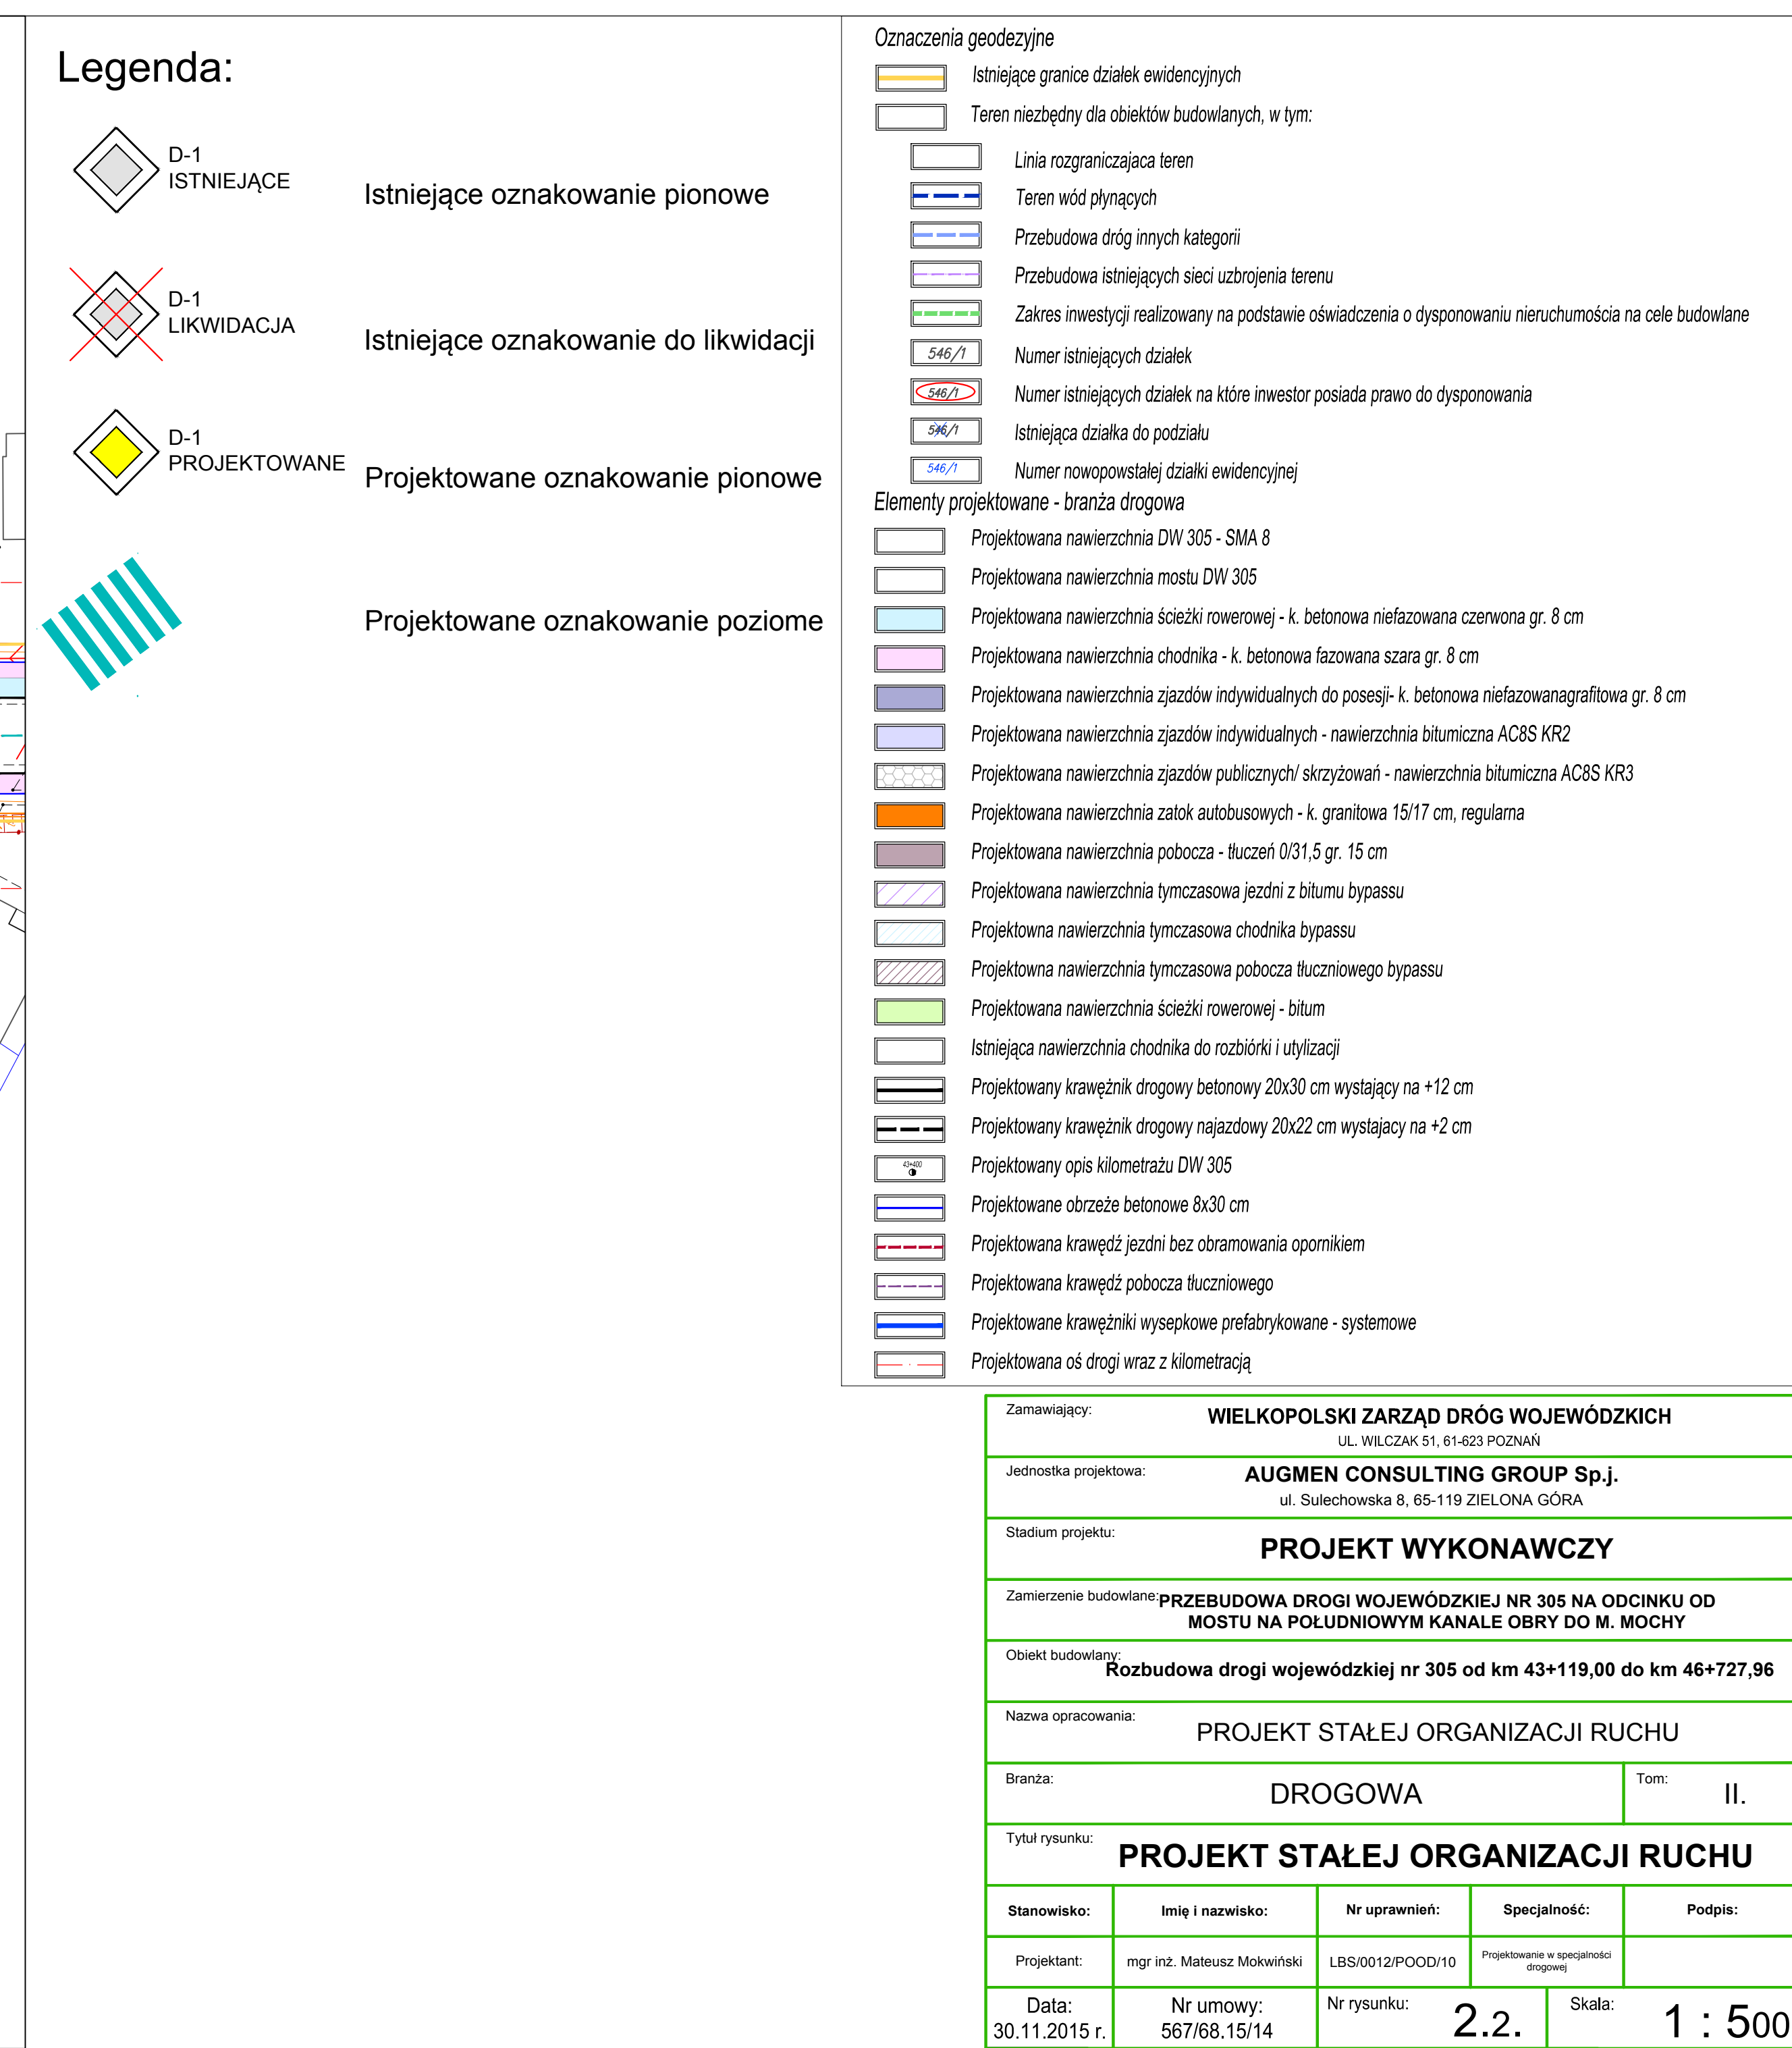 Legenda:
D-1
ISTNIEJĄCE
Istniejące oznakowanie pionowe
D-1
LIKWIDACJA
Istniejące oznakowanie do likwidacji
D-1
PROJEKTOWANE
Projektowane oznakowanie pionowe
Projektowane oznakowanie poziome
Oznaczenia geodezyjne
Istniejące granice działek ewidencyjnych
Teren niezbędny dla obiektów budowlanych, w tym:
Linia rozgraniczajaca teren
Teren wód płynących
Przebudowa dróg innych kategorii
Przebudowa istniejących sieci uzbrojenia terenu
Zakres inwestycji realizowany na podstawie oświadczenia o dysponowaniu nieruchumościa na cele budowlane
546/1 Numer istniejących działek
546/1 Numer istniejących działek na które inwestor posiada prawo do dysponowania
546/1 Istniejąca działka do podziału
546/1 Numer nowopowstałej działki ewidencyjnej
Elementy projektowane - branża drogowa
Projektowana nawierzchnia DW 305 - SMA 8
Projektowana nawierzchnia mostu DW 305
Projektowana nawierzchnia ścieżki rowerowej - k. betonowa niefazowana czerwona gr. 8 cm
Projektowana nawierzchnia chodnika - k. betonowa fazowana szara gr. 8 cm
Projektowana nawierzchnia zjazdów indywidualnych do posesji- k. betonowa niefazowanagrafitowa gr. 8 cm
Projektowana nawierzchnia zjazdów indywidualnych - nawierzchnia bitumiczna AC8S KR2
Projektowana nawierzchnia zjazdów publicznych/ skrzyżowań - nawierzchnia bitumiczna AC8S KR3
Projektowana nawierzchnia zatok autobusowych - k. granitowa 15/17 cm, regularna
Projektowana nawierzchnia pobocza - tłuczeń 0/31,5 gr. 15 cm
Projektowana nawierzchnia tymczasowa jezdni z bitumu bypassu
Projektowna nawierzchnia tymczasowa chodnika bypassu
Projektowna nawierzchnia tymczasowa pobocza tłuczniowego bypassu
Projektowana nawierzchnia ścieżki rowerowej - bitum
Istniejąca nawierzchnia chodnika do rozbiórki i utylizacji
Projektowany krawężnik drogowy betonowy 20x30 cm wystający na +12 cm
Projektowany krawężnik drogowy najazdowy 20x22 cm wystajacy na +2 cm
43+400 Projektowany opis kilometrażu DW 305
Projektowane obrzeże betonowe 8x30 cm
Projektowana krawędź jezdni bez obramowania opornikiem
Projektowana krawędź pobocza tłuczniowego
Projektowane krawężniki wysepkowe prefabrykowane - systemowe
Projektowana oś drogi wraz z kilometracją
Zamawiający: WIELKOPOLSKI ZARZĄD DRÓG WOJEWÓDZKICH
UL. WILCZAK 51, 61-623 POZNAŃ
Jednostka projektowa: AUGMEN CONSULTING GROUP Sp.j.
ul. Sulechowska 8, 65-119 ZIELONA GÓRA
Stadium projektu: PROJEKT WYKONAWCZY
Zamierzenie budowlane: PRZEBUDOWA DROGI WOJEWÓDZKIEJ NR 305 NA ODCINKU OD
MOSTU NA POŁUDNIOWYM KANALE OBRY DO M. MOCHY
Obiekt budowlany: Rozbudowa drogi wojewódzkiej nr 305 od km 43+119,00 do km 46+727,96
Nazwa opracowania: PROJEKT STAŁEJ ORGANIZACJI RUCHU
Branża: DROGOWA Tom: II.
Tytuł rysunku: PROJEKT STAŁEJ ORGANIZACJI RUCHU
Stanowisko: Imię i nazwisko: Nr uprawnień: Specjalność: Podpis:
Projektant: mgr inż. Mateusz Mokwiński LBS/0012/POOD/10 Projektowanie w specjalności
drogowej
Data: Nr umowy: Nr rysunku: 2.2. Skala: 1 : 500
30.11.2015 r. 567/68.15/14